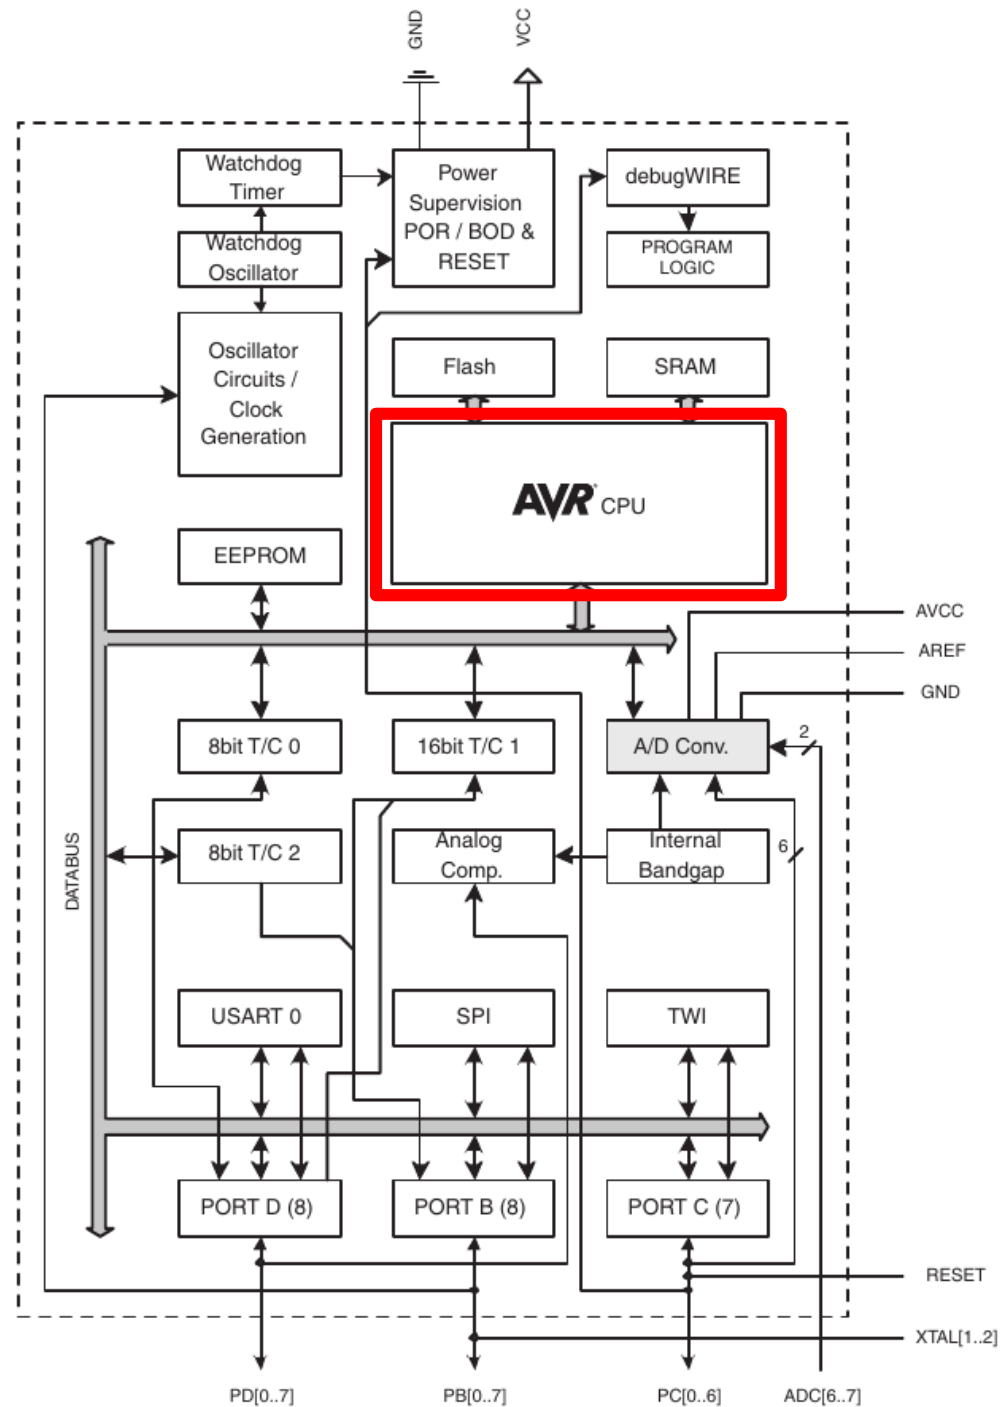 GND
VCC
Watchdog
Timer
Power
Supervision
POR / BOD &
RESET
debugWIRE
Watchdog
Oscillator
PROGRAM
LOGIC
Oscillator
Circuits /
Clock
Generation
Flash
SRAM
AVR CPU
EEPROM
AVCC
AREF
GND
8bit T/C 0
16bit T/C 1
A/D Conv.
2
8bit T/C 2
Analog
Comp.
Internal
Bandgap
6
DATABUS
USART 0
SPI
TWI
PORT D (8)
PORT B (8)
PORT C (7)
RESET
XTAL[1..2]
PD[0..7]
PB[0..7]
PC[0..6]
ADC[6..7]